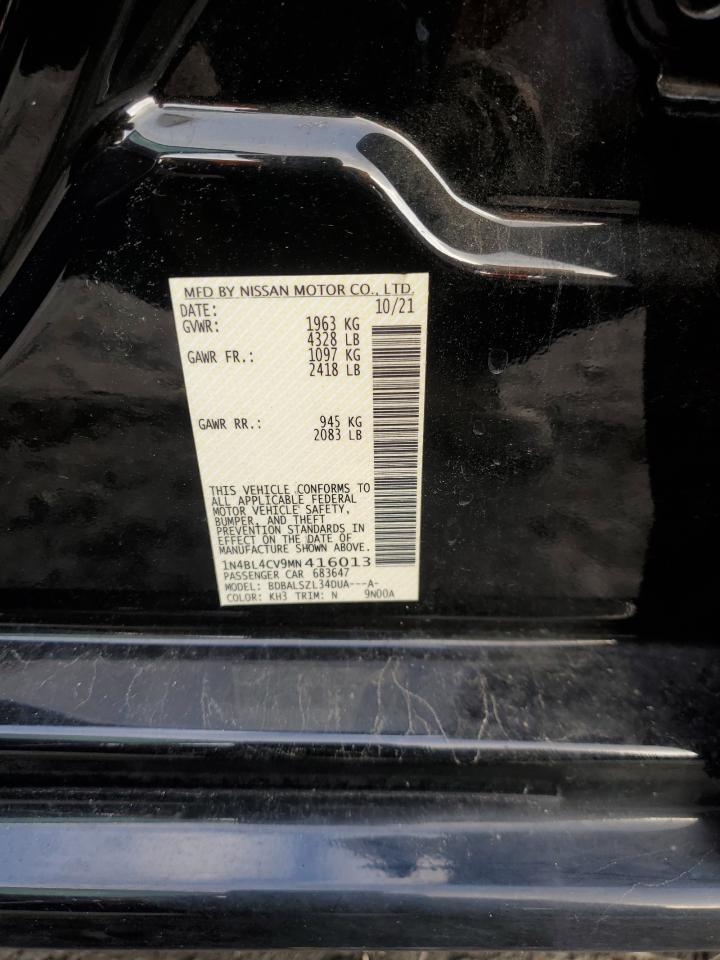 MFD BY NISSAN MOTOR CO., LTD.
DATE: 10/21
GVWR: 1963 KG
4328 LB
GAWR FR.: 1097 KG
2418 LB
GAWR RR.: 945 KG
2083 LB
THIS VEHICLE CONFORMS TO
ALL APPLICABLE FEDERAL
MOTOR VEHICLE SAFETY,
BUMPER, AND THEFT
PREVENTION STANDARDS IN
EFFECT ON THE DATE OF
MANUFACTURE SHOWN ABOVE.
1N4BL4CV9MN416013
PASSENGER CAR 683647
MODEL: BDBALSZL34DUA---A-
COLOR: KH3 TRIM: N 9N00A